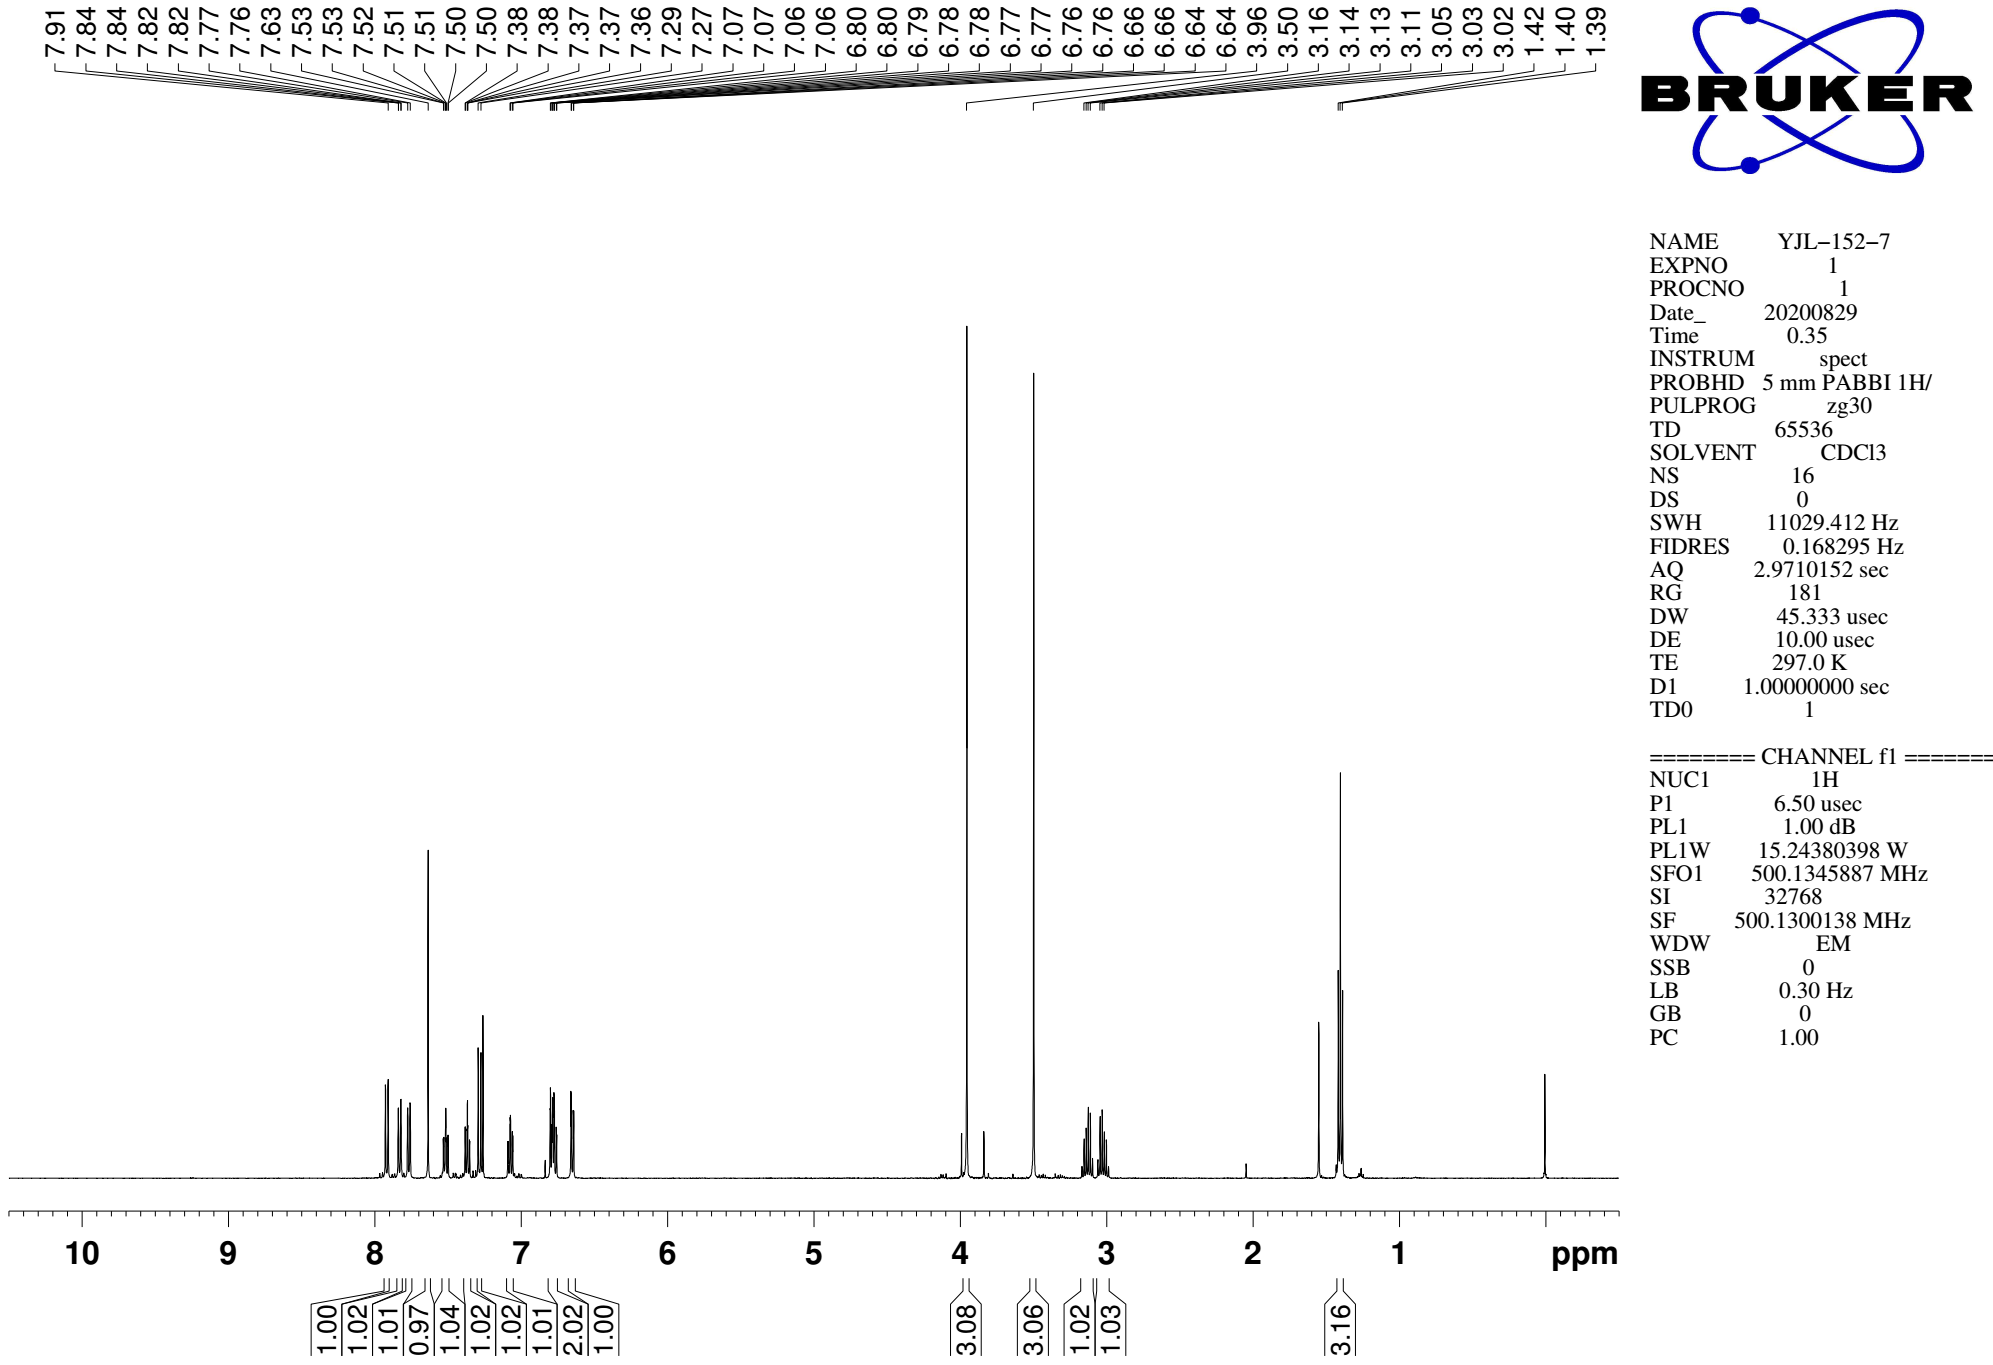 7.91 7.84 7.84 7.82 7.82 7.77 7.76 7.63 7.53 7.53 7.52 7.51 7.51 7.50 7.50 7.38 7.38 7.37 7.37 7.36 7.29 7.27 7.07 7.07 7.06 7.06 6.80 6.80 6.79 6.78 6.78 6.77 6.77 6.76 6.76 6.66 6.66 6.64 6.64 3.96 3.50 3.16 3.14 3.13 3.11 3.05 3.03 3.02 1.42 1.40 1.39
BRUKER
NAME YJL-152-7
EXPNO 1
PROCNO 1
Date_ 20200829
Time 0.35
INSTRUM spect
PROBHD 5 mm PABBI 1H/
PULPROG zg30
TD 65536
SOLVENT CDCl3
NS 16
DS 0
SWH 11029.412 Hz
FIDRES 0.168295 Hz
AQ 2.9710152 sec
RG 181
DW 45.333 usec
DE 10.00 usec
TE 297.0 K
D1 1.00000000 sec
TD0 1
======== CHANNEL f1 =======
NUC1 1H
P1 6.50 usec
PL1 1.00 dB
PL1W 15.24380398 W
SFO1 500.1345887 MHz
SI 32768
SF 500.1300138 MHz
WDW EM
SSB 0
LB 0.30 Hz
GB 0
PC 1.00
10 9 8 7 6 5 4 3 2 1 ppm
1.00 1.02 1.01 0.97 1.04 1.02 1.02 1.01 2.02 1.00 3.08 3.06 1.02 1.03 3.16